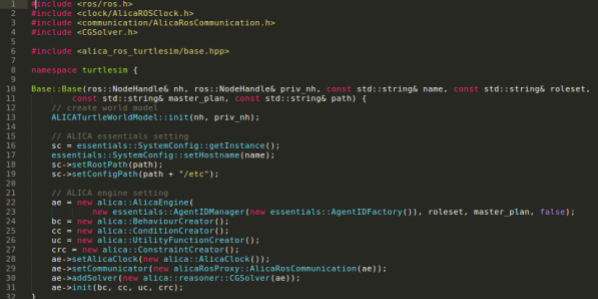 1 #include <ros/ros.h>
2 #include <clock/AlicaROSClock.h>
3 #include <communication/AlicaRosCommunication.h>
4 #include <CGSolver.h>
5
6 #include <alica_ros_turtlesim/base.hpp>
7
8 namespace turtlesim {
9
10 Base::Base(ros::NodeHandle& nh, ros::NodeHandle& priv_nh, const std::string& name, const std::string& roleset,
11 const std::string& master_plan, const std::string& path) {
12 // create world model
13 ALICATurtleWorldModel::init(nh, priv_nh);
14
15 // ALICA essentials setting
16 sc = essentials::SystemConfig::getInstance();
17 essentials::SystemConfig::setHostname(name);
18 sc->setRootPath(path);
19 sc->setConfigPath(path + "/etc");
20
21 // ALICA engine setting
22 ae = new alica::AlicaEngine(
23 new essentials::AgentIDManager(new essentials::AgentIDFactory()), roleset, master_plan, false);
24 bc = new alica::BehaviourCreator();
25 cc = new alica::ConditionCreator();
26 uc = new alica::UtilityFunctionCreator();
27 crc = new alica::ConstraintCreator();
28 ae->setAlicaClock(new alica::AlicaClock());
29 ae->setCommunicator(new alicaRosProxy::AlicaRosCommunication(ae));
30 ae->addSolver(new alica::reasoner::CGSolver(ae));
31 ae->init(bc, cc, uc, crc);
32 }